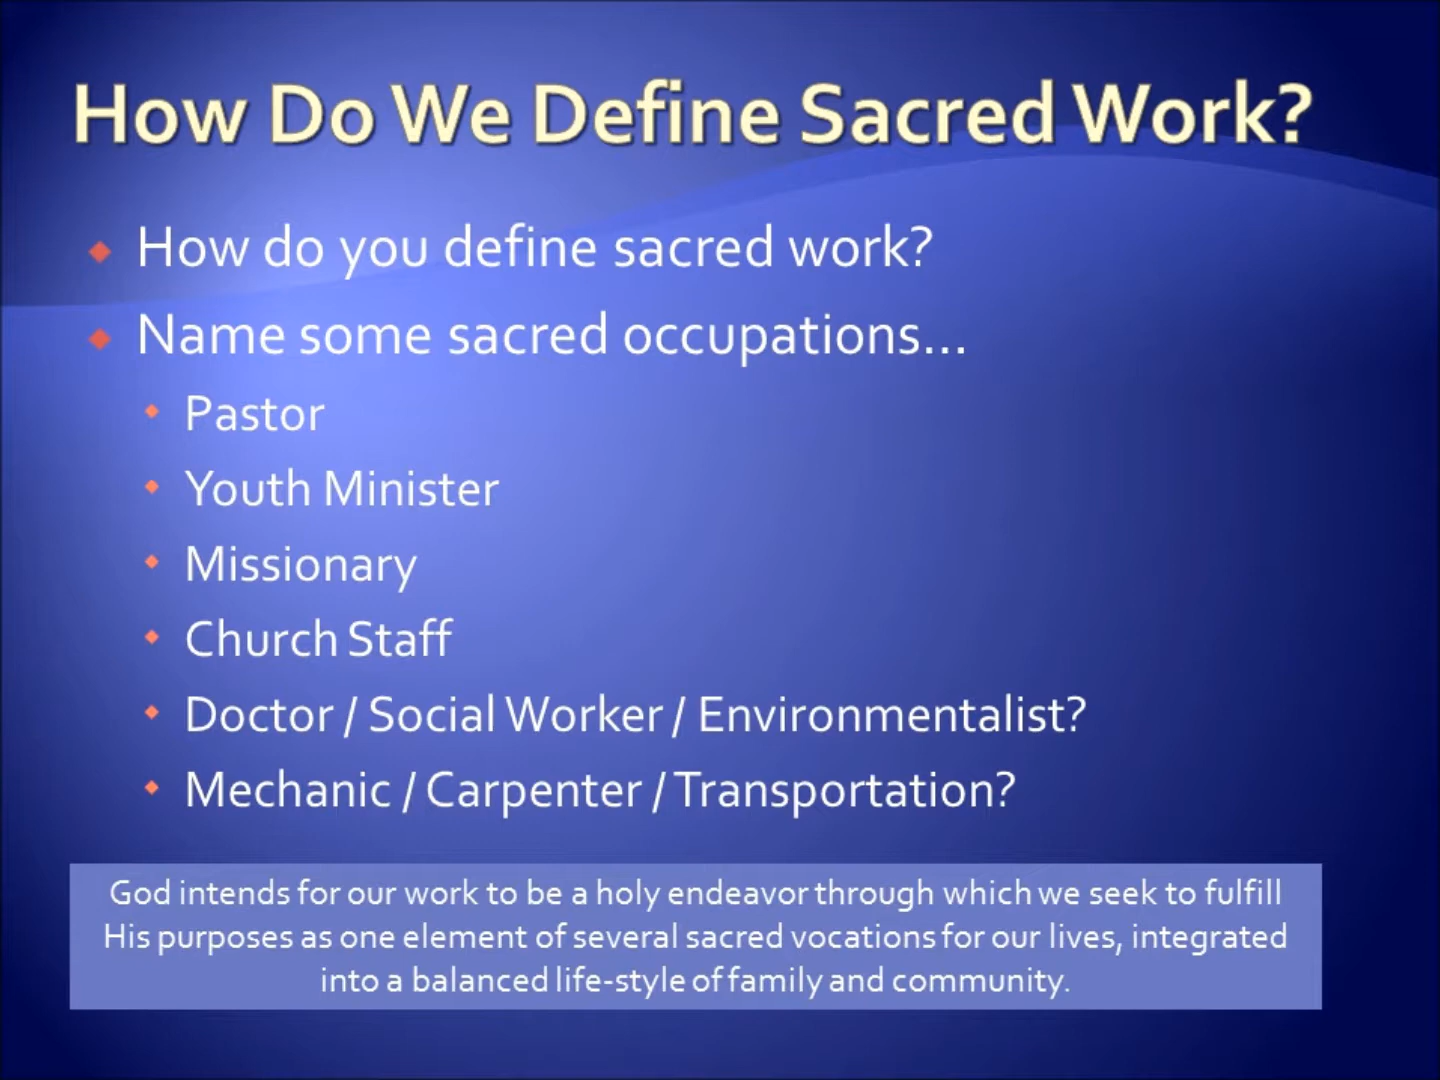 How Do We Define Sacred Work?
How do you define sacred work?
Name some sacred occupations...
Pastor
Youth Minister
Missionary
Church Staff
Doctor / Social Worker / Environmentalist?
Mechanic / Carpenter / Transportation?
God intends for our work to be a holy endeavor through which we seek to fulfill
His purposes as one element of several sacred vocations for our lives, integrated
into a balanced life-style of family and community.